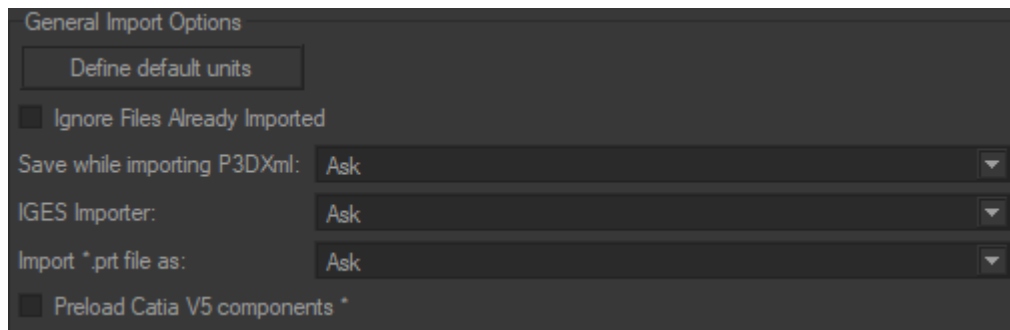 General Import Options
Define default units
Ignore Files Already Imported
Save while importing P3DXml: Ask
IGES Importer: Ask
Import *.prt file as: Ask
Preload Catia V5 components *